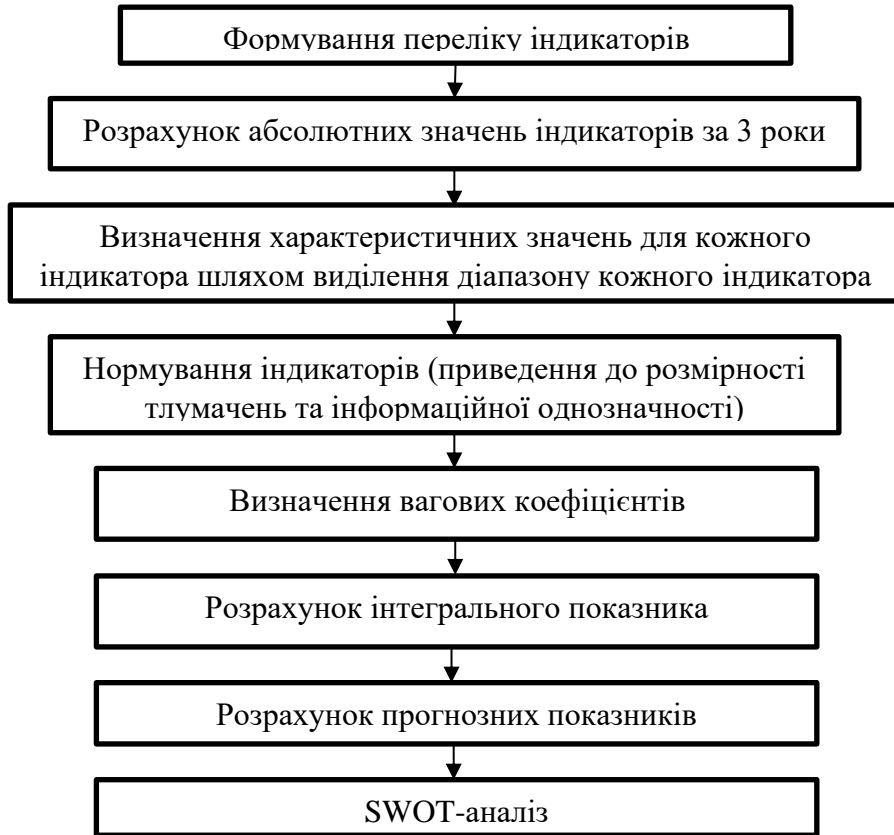 Формування переліку індикаторів
Розрахунок абсолютних значень індикаторів за 3 роки
Визначення характеристичних значень для кожного
індикатора шляхом виділення діапазону кожного індикатора
Нормування індикаторів (приведення до розмірності
тлумачень та інформаційної однозначності)
Визначення вагових коефіцієнтів
Розрахунок інтегрального показника
Розрахунок прогнозних показників
SWOT-аналіз